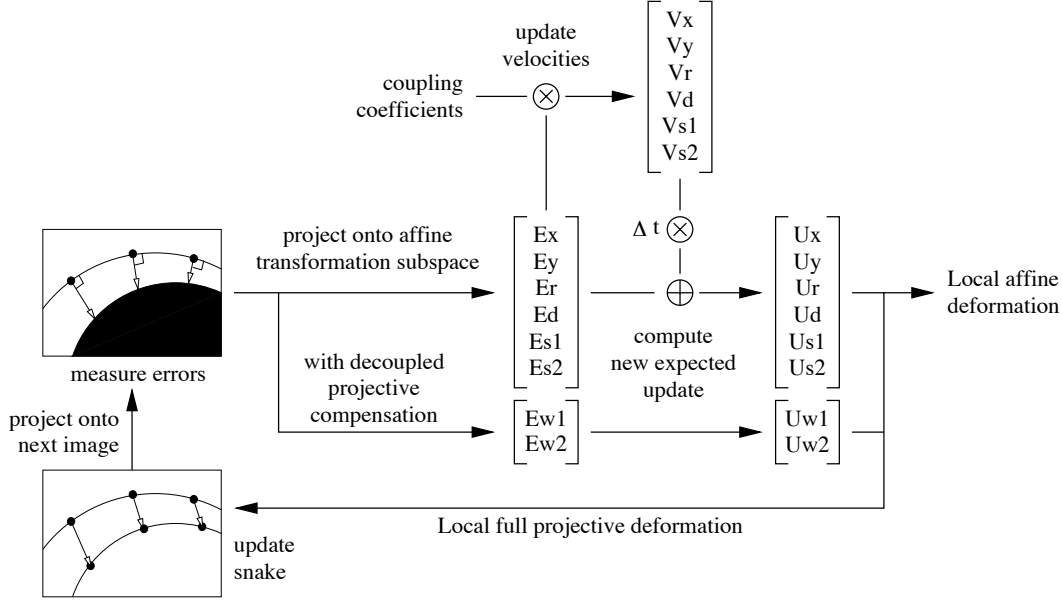 update
velocities
coupling
coefficients
Vx
Vy
Vr
Vd
Vs1
Vs2
Δ t
project onto affine
transformation subspace
Ex
Ey
Er
Ed
Es1
Es2
Ux
Uy
Ur
Ud
Us1
Us2
Local affine
deformation
compute
new expected
update
measure errors
with decoupled
projective
compensation
Ew1
Ew2
Uw1
Uw2
project onto
next image
Local full projective deformation
update
snake